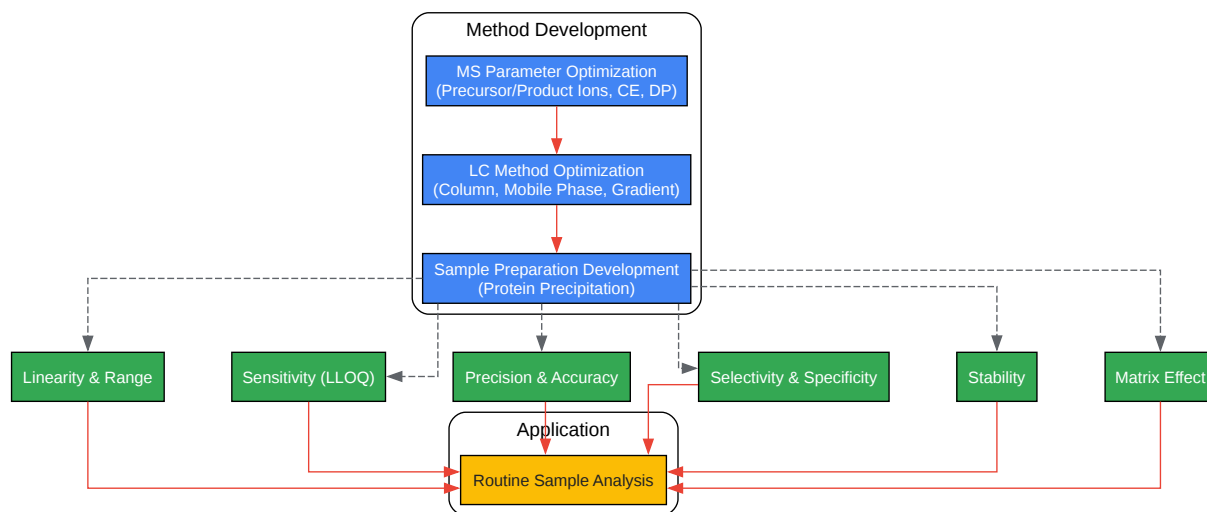 Method Development
MS Parameter Optimization
(Precursor/Product Ions, CE, DP)
LC Method Optimization
(Column, Mobile Phase, Gradient)
Sample Preparation Development
(Protein Precipitation)
Linearity & Range
Sensitivity (LLOQ)
Precision & Accuracy
Selectivity & Specificity
Stability
Matrix Effect
Application
Routine Sample Analysis